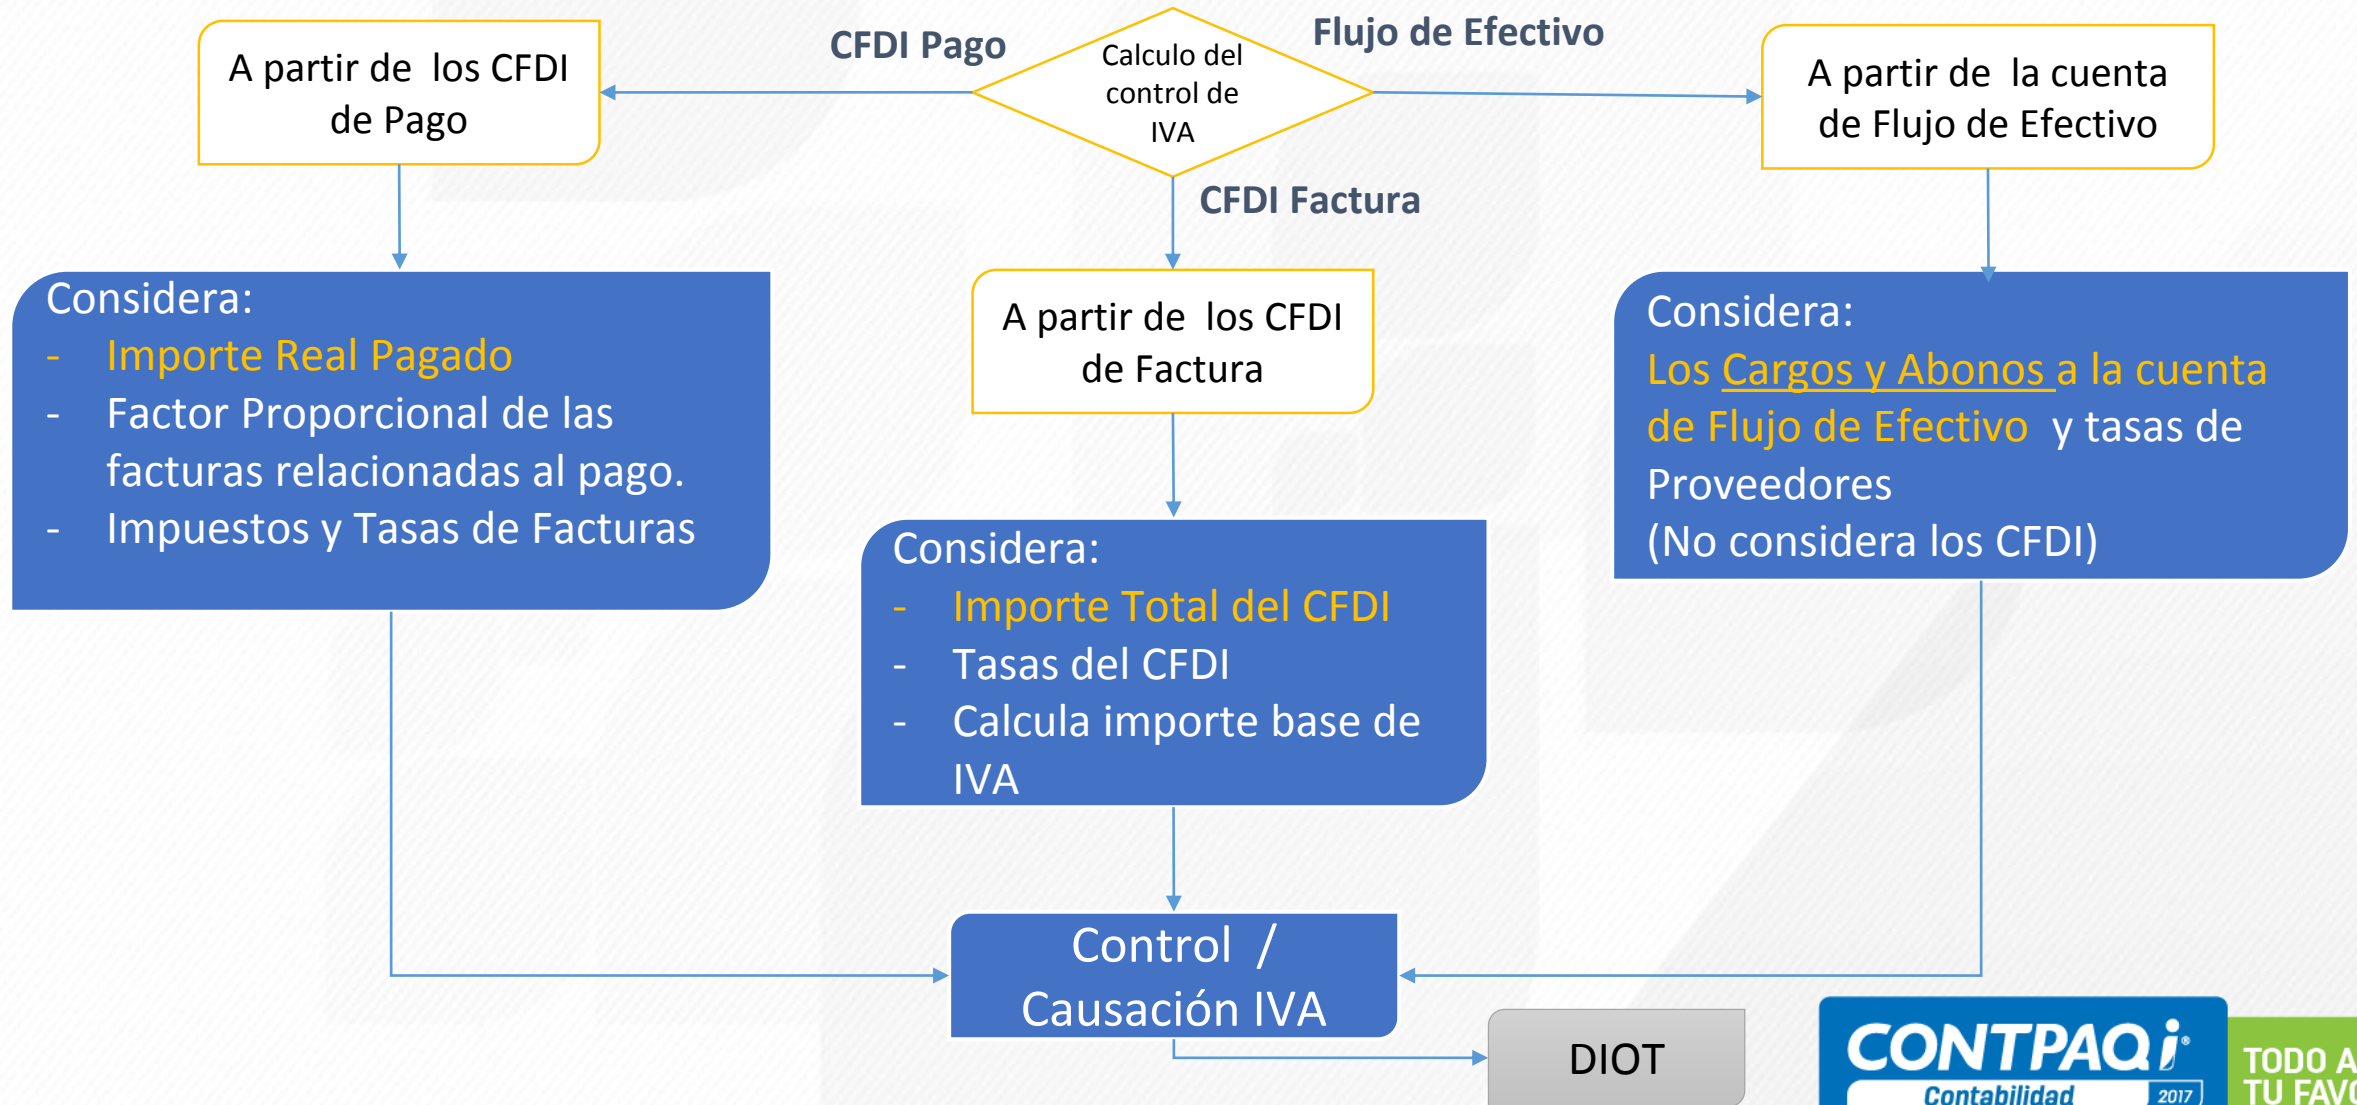 CFDI Pago
Flujo de Efectivo
A partir de los CFDI
de Pago
Calculo del
control de
IVA
A partir de la cuenta
de Flujo de Efectivo
CFDI Factura
Considera:
- Importe Real Pagado
- Factor Proporcional de las
facturas relacionadas al pago.
- Impuestos y Tasas de Facturas
A partir de los CFDI
de Factura
Considera:
Los Cargos y Abonos a la cuenta
de Flujo de Efectivo y tasas de
Proveedores
(No considera los CFDI)
Considera:
- Importe Total del CFDI
- Tasas del CFDI
- Calcula importe base de
IVA
Control /
Causación IVA
DIOT
CONTPAQi®
Contabilidad 2017
TODO A
TU FAVO